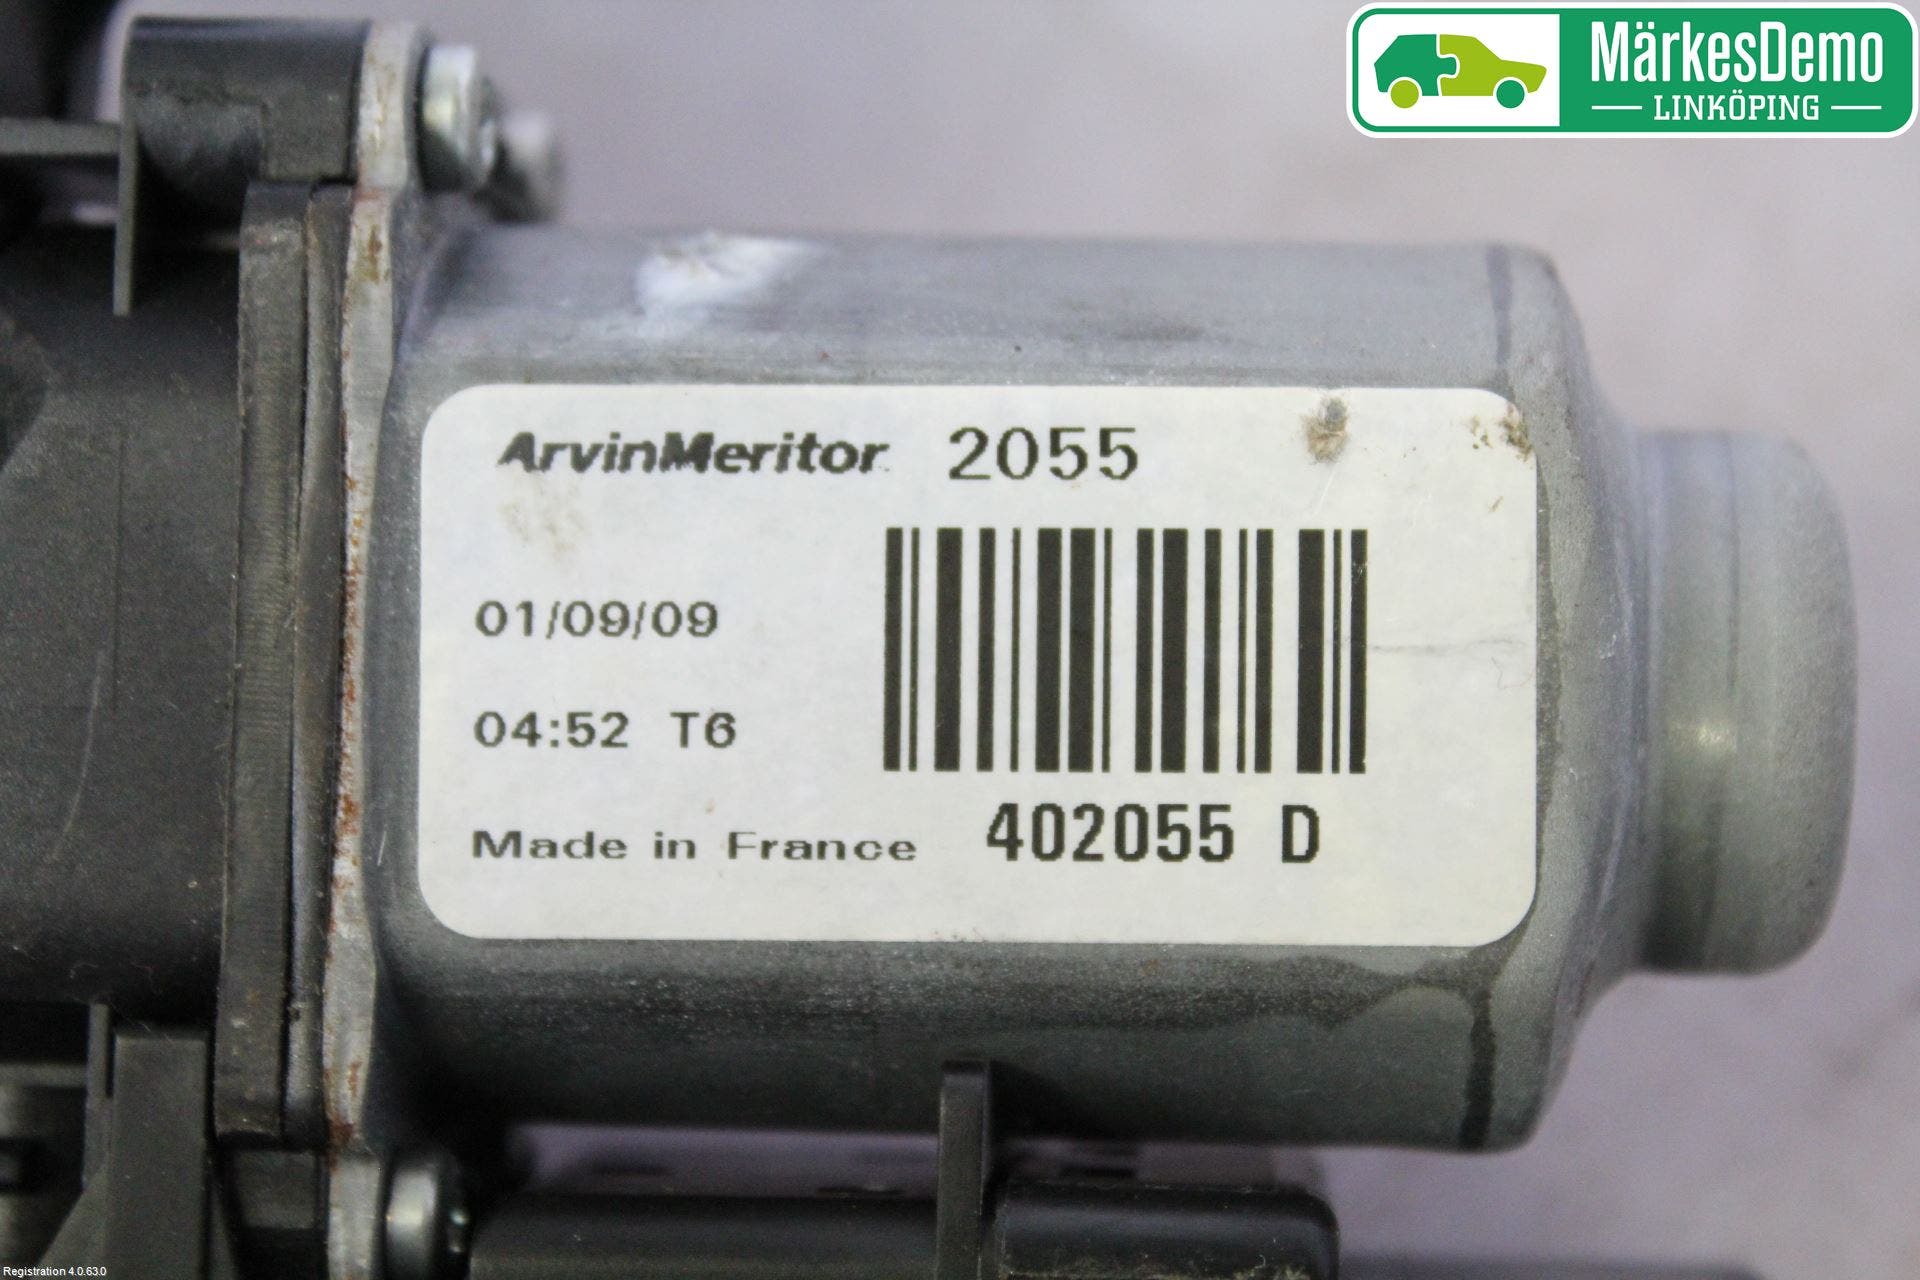 MärkesDemo
LINKÖPING
ArvinMeritor 2055
01/09/09
04:52 T6
Made in France 402055 D
Registration 4.0.63.0